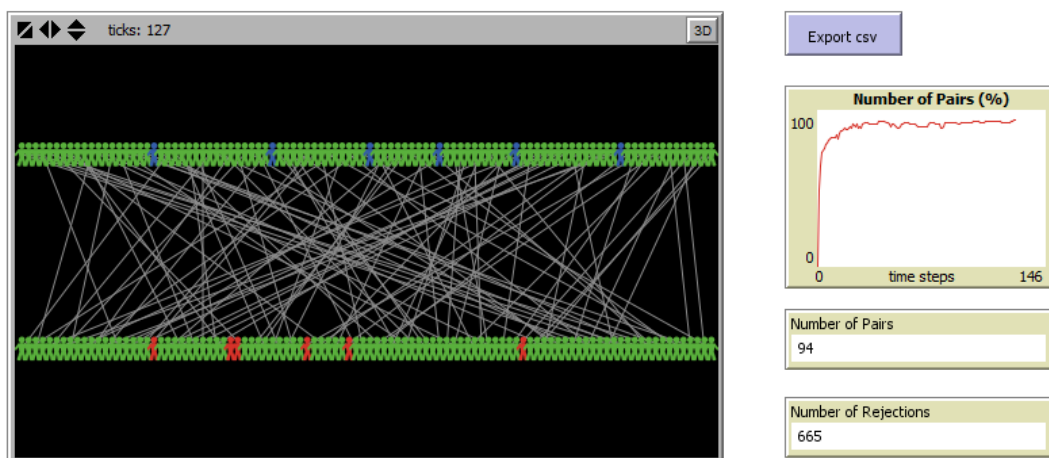 ticks: 127
3D
Export csv
Number of Pairs (%)
100
0
0 time steps 146
Number of Pairs
94
Number of Rejections
665